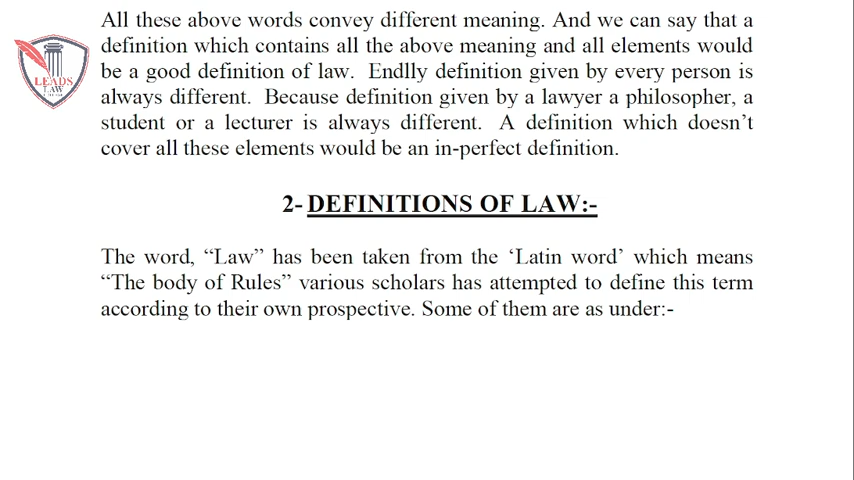 All these above words convey different meaning. And we can say that a
definition which contains all the above meaning and all elements would
be a good definition of law. Endlly definition given by every person is
always different. Because definition given by a lawyer a philosopher, a
student or a lecturer is always different. A definition which doesn't
cover all these elements would be an in-perfect definition.
LEADS
LAW
2- DEFINITIONS OF LAW:-
The word, “Law” has been taken from the ‘Latin word’ which means
“The body of Rules” various scholars has attempted to define this term
according to their own prospective. Some of them are as under:-